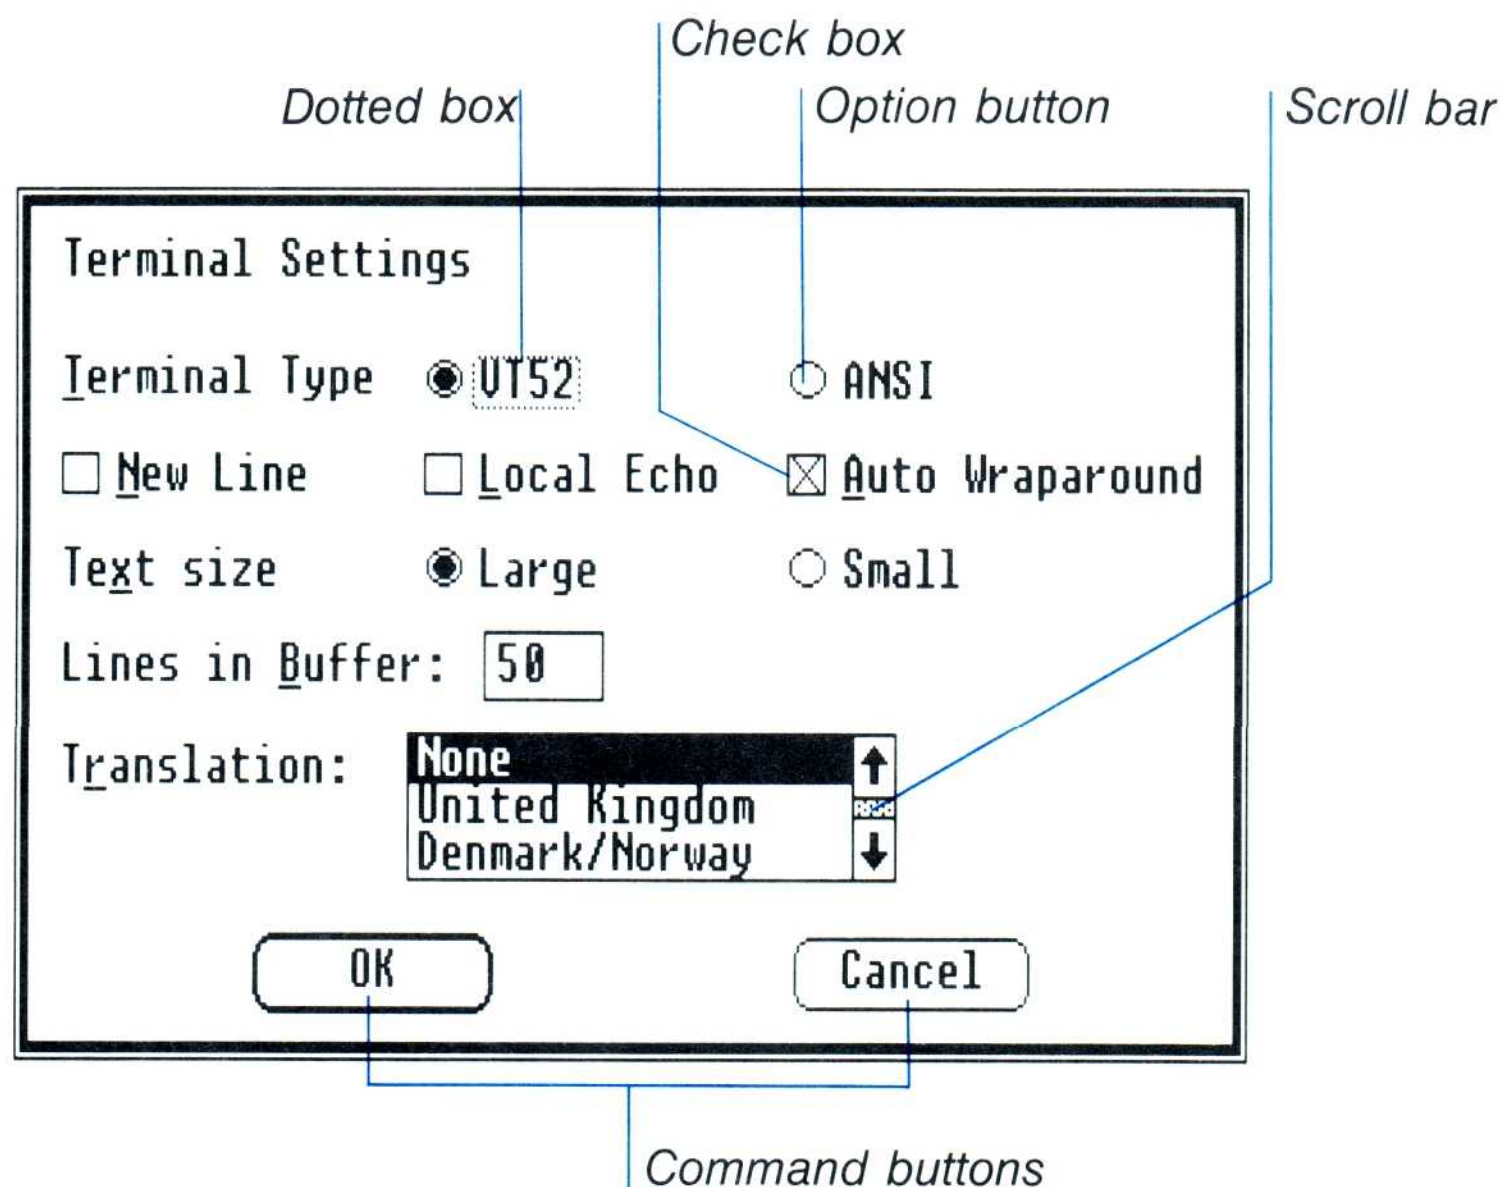 Check box
Dotted box Option button Scroll bar
Terminal Settings
Terminal Type VT52 ANSI
New Line Local Echo Auto Wraparound
Text size Large Small
Lines in Buffer: 50
Translation: None
United Kingdom
Denmark/Norway
OK Cancel
Command buttons